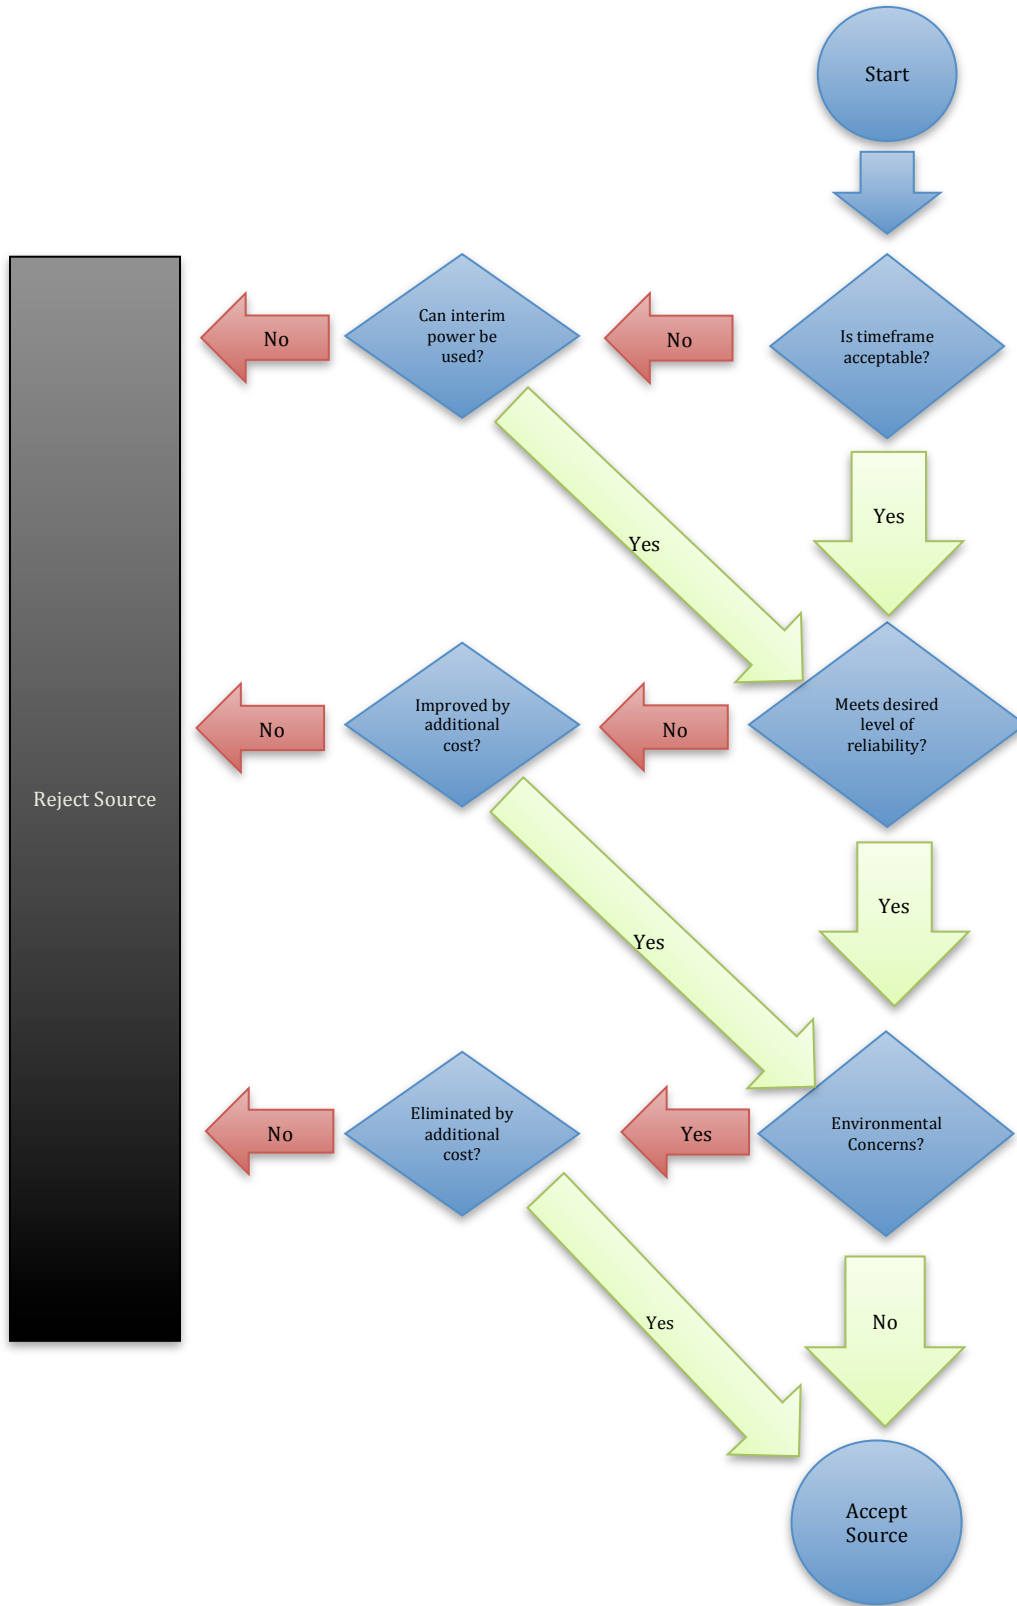 Start
Is timeframe
acceptable?
No
Can interim
power be
used?
No
Yes
Yes
Meets desired
level of
reliability?
No
Improved by
additional
cost?
No
Reject Source
Yes
Yes
Environmental
Concerns?
Yes
Eliminated by
additional
cost?
No
No
Yes
Accept
Source